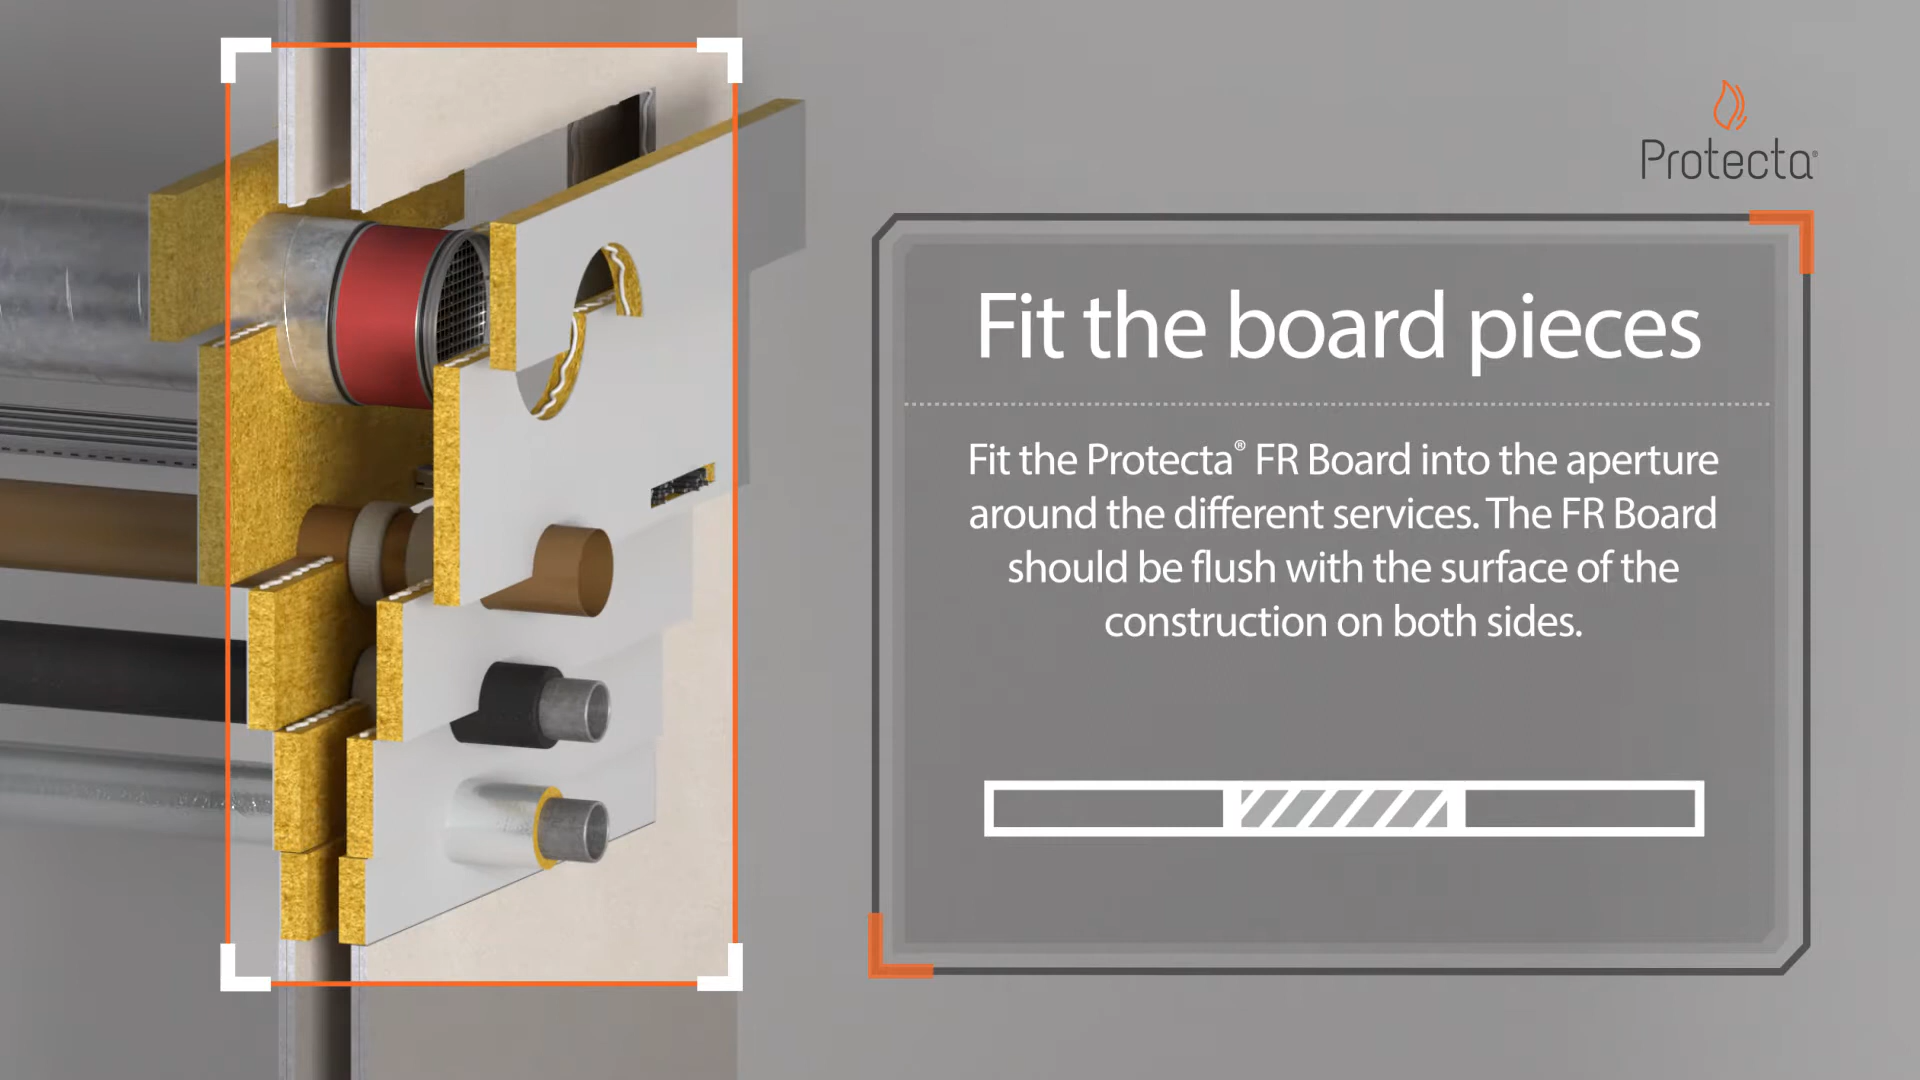 Protecta®
Fit the board pieces
Fit the Protecta® FR Board into the aperture
around the different services. The FR Board
should be flush with the surface of the
construction on both sides.